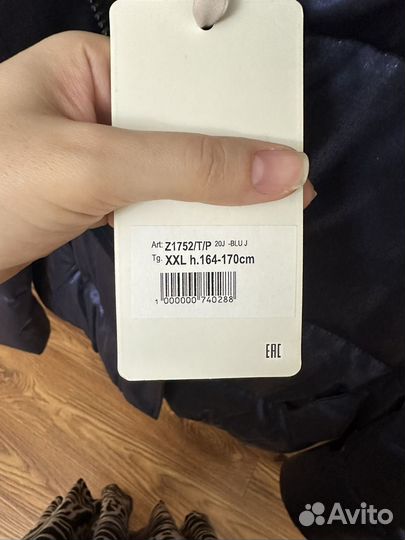 Art: Z1752/T/P 20J -BLU J
Tg. XXL h.164-170cm
1 000000 740288
EAC
Avito